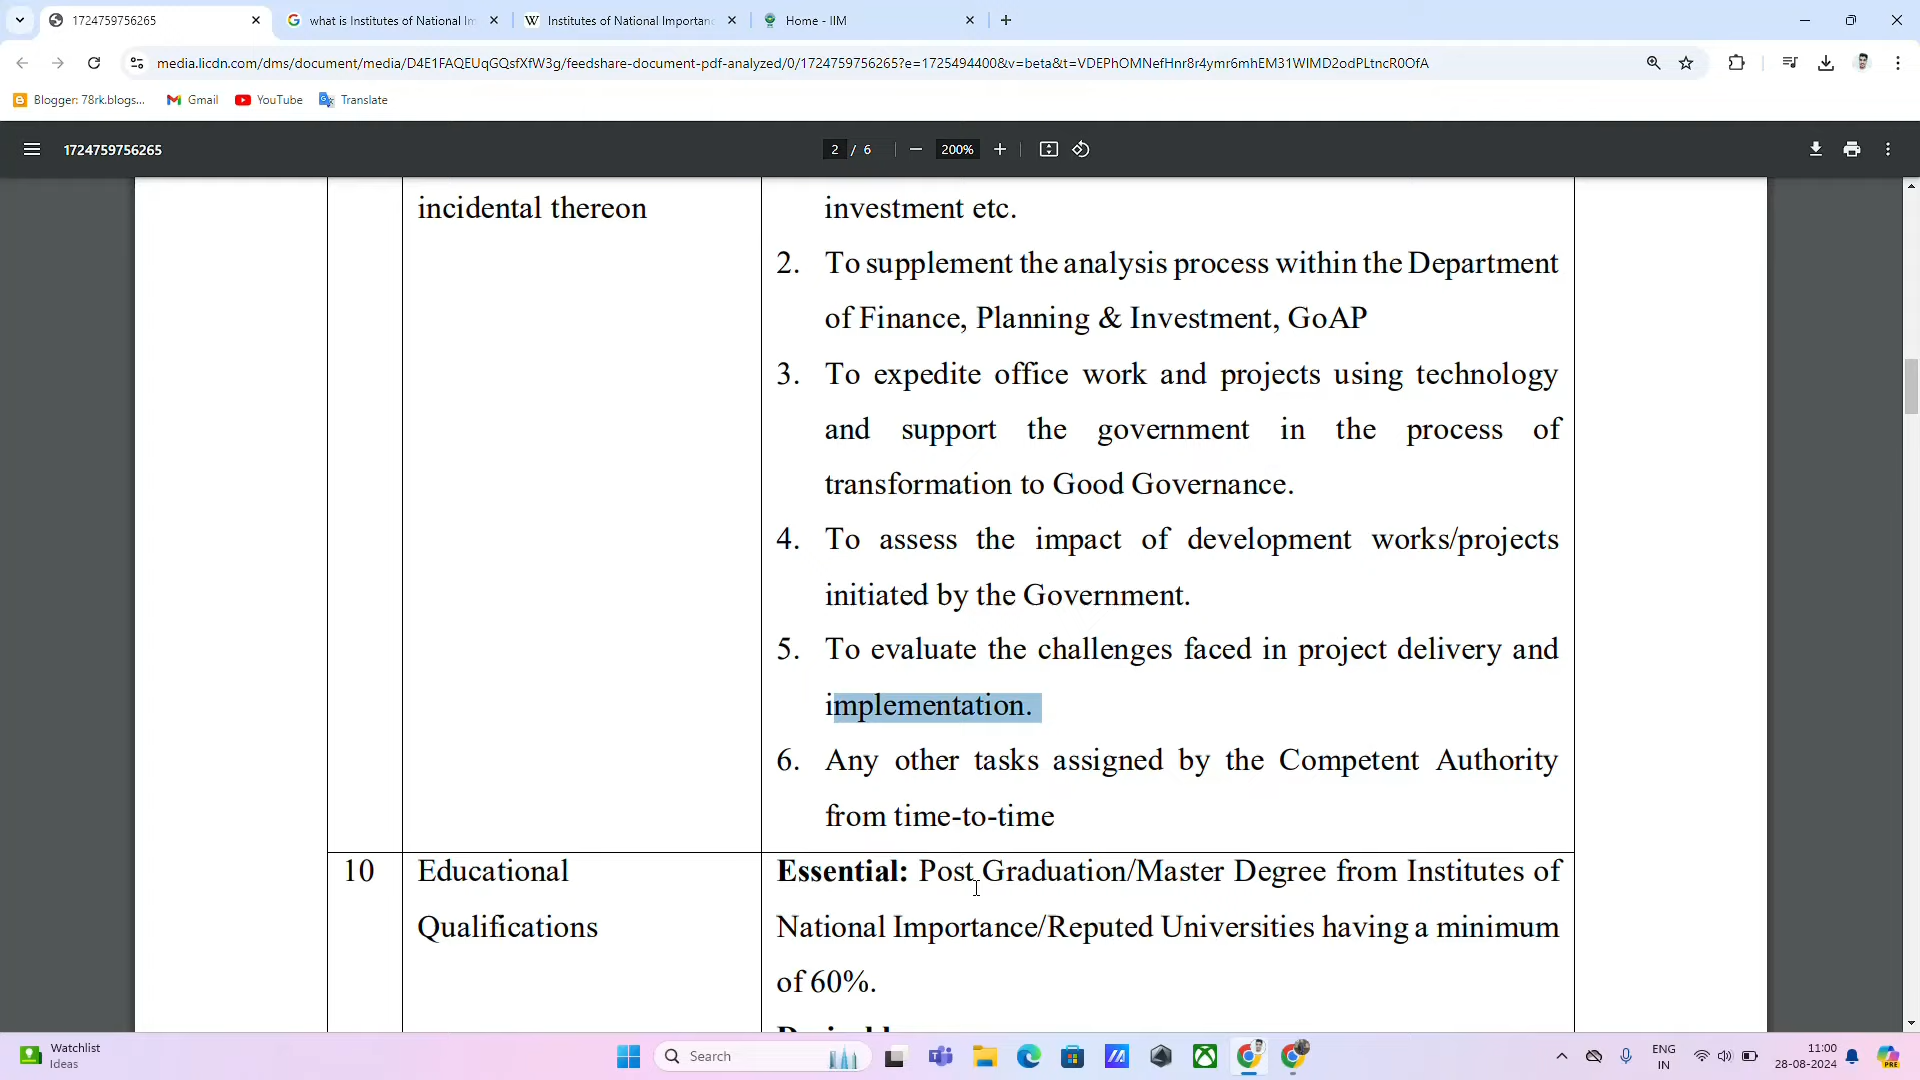 1724759756265
what is Institutes of National Im
Institutes of National Importanc
Home - IIM
media.licdn.com/dms/document/media/D4E1FAQEUqGQsfXfW3g/feedshare-document-pdf-analyzed/0/1724759756265?e=1725494400&v=beta&t=VDEPhOMNefHnr8r4ymr6mhEM31WIMD2odPLtncR0OfA
Blogger: 78rk.blogs...
Gmail
YouTube
Translate
1724759756265
2 / 6
200%
incidental thereon
investment etc.
2. To supplement the analysis process within the Department
of Finance, Planning & Investment, GoAP
3. To expedite office work and projects using technology
and support the government in the process of
transformation to Good Governance.
4. To assess the impact of development works/projects
initiated by the Government.
5. To evaluate the challenges faced in project delivery and
implementation.
6. Any other tasks assigned by the Competent Authority
from time-to-time
10 Educational
Qualifications
Essential: Post Graduation/Master Degree from Institutes of
National Importance/Reputed Universities having a minimum
of 60%.
Watchlist
Ideas
Search
ENG
IN
11:00
28-08-2024
PRE